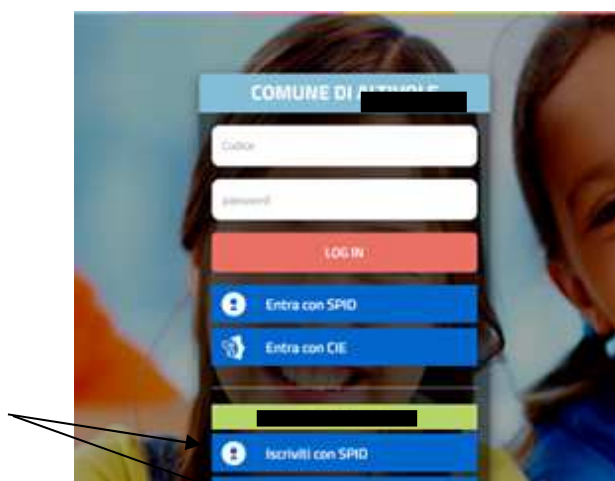 COMUNE DI
Codice
password
LOG IN
Entra con SPID
Entra con CIE
Iscriviti con SPID